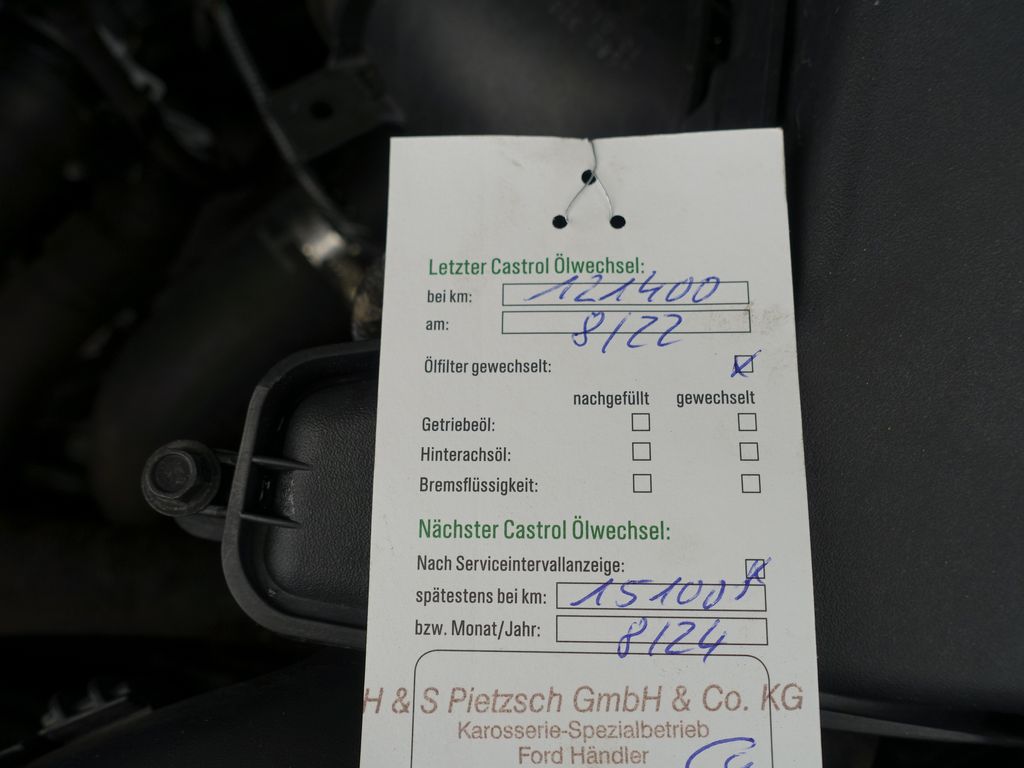 Letzter Castrol Ölwechsel:
bei km: 121400
am: 8/22
Ölfilter gewechselt:
nachgefüllt gewechselt
Getriebeöl:
Hinterachsöl:
Bremsflüssigkeit:
Nächster Castrol Ölwechsel:
Nach Serviceintervallanzeige:
spätestens bei km:
bzw. Monat/Jahr: 8/24
H & S Pietzsch GmbH & Co. KG
Karosserie-Spezialbetrieb
Ford Händler